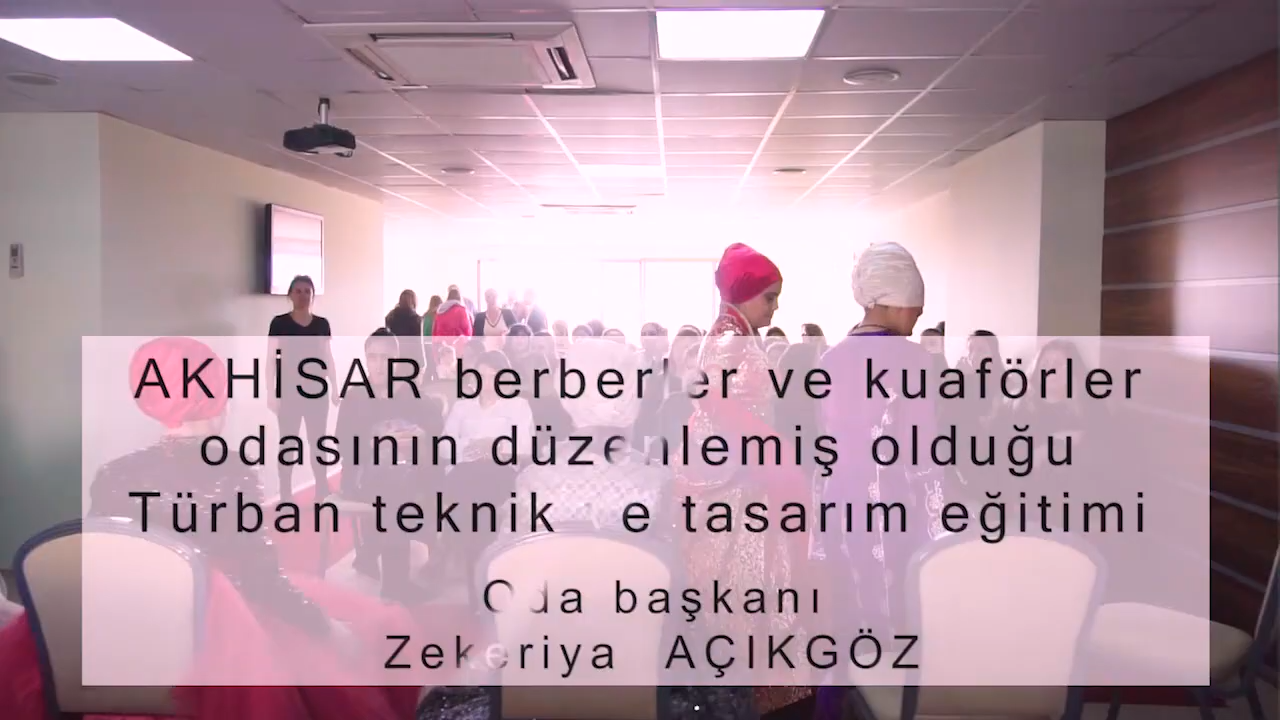 AKHİSAR berberler ve kuaförler
odasının düzenlemiş olduğu
Türban teknik ve tasarım eğitimi
Oda başkanı
Zekeriya AÇIKGÖZ